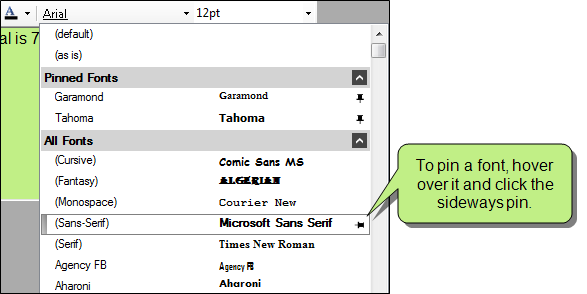 A Arial 12pt
al is 7
(default)
(as is)
Pinned Fonts
Garamond Garamond
Tahoma Tahoma
All Fonts
(Cursive) Comic Sans MS
(Fantasy) ALGERIAN
(Monospace) Courier New
(Sans-Serif) Microsoft Sans Serif
(Serif) Times New Roman
Agency FB Agency FB
Aharoni Aharoni
To pin a font, hover
over it and click the
sideways pin.